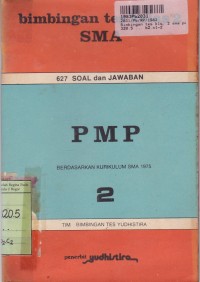 bimbingan te
SMA
627 SOAL dan JAWABAN
PMP
BERDASARKAN KURIKULUM SMA 1975
2
TIM BIMBINGAN TES YUDHISTIRA
penerbit yudhistira